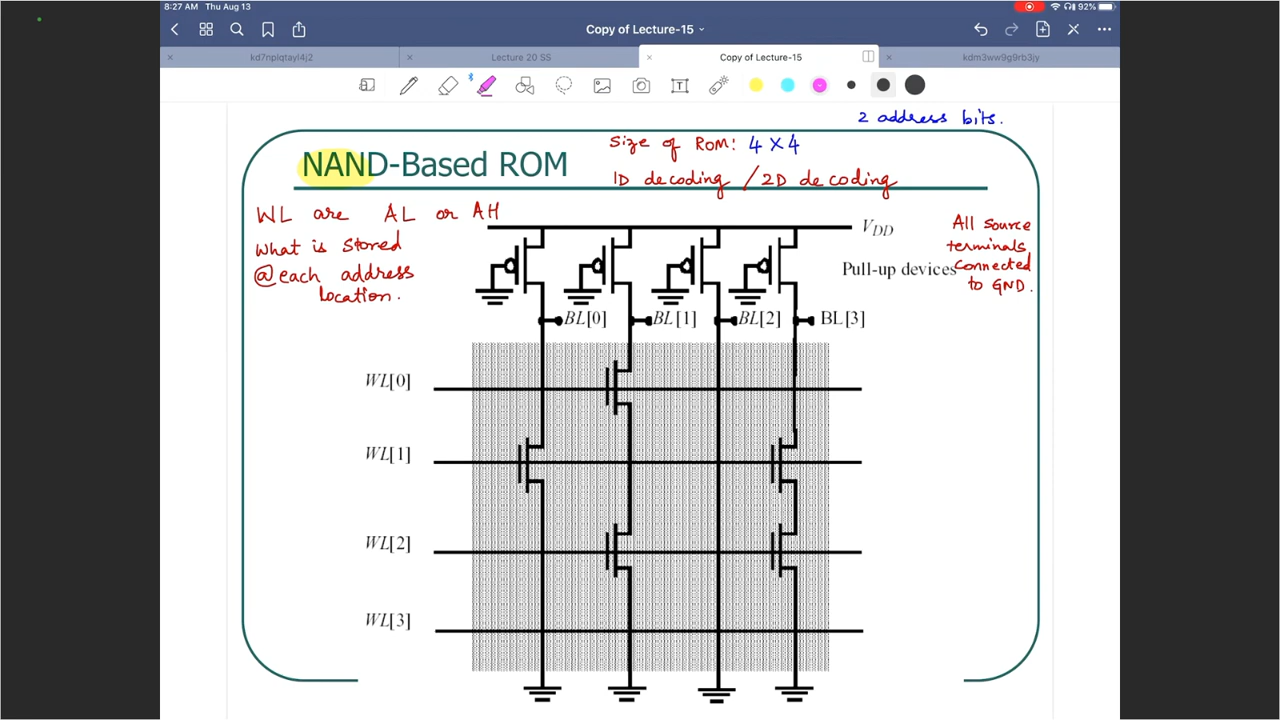 8:27 AM Thu Aug 13
92%
Copy of Lecture-15
kd7nplqtayl4j2
Lecture 20 SS
Copy of Lecture-15
kdm3ww9g9rb3jy
2 address bits.
NAND-Based ROM
Size of ROM: 4 X 4
1D decoding / 2D decoding
WL are AL or AH
What is stored
@ each address
location.
VDD
Pull-up devices
All source
terminals
connected
to GND.
BL[0] BL[1] BL[2] BL[3]
WL[0]
WL[1]
WL[2]
WL[3]